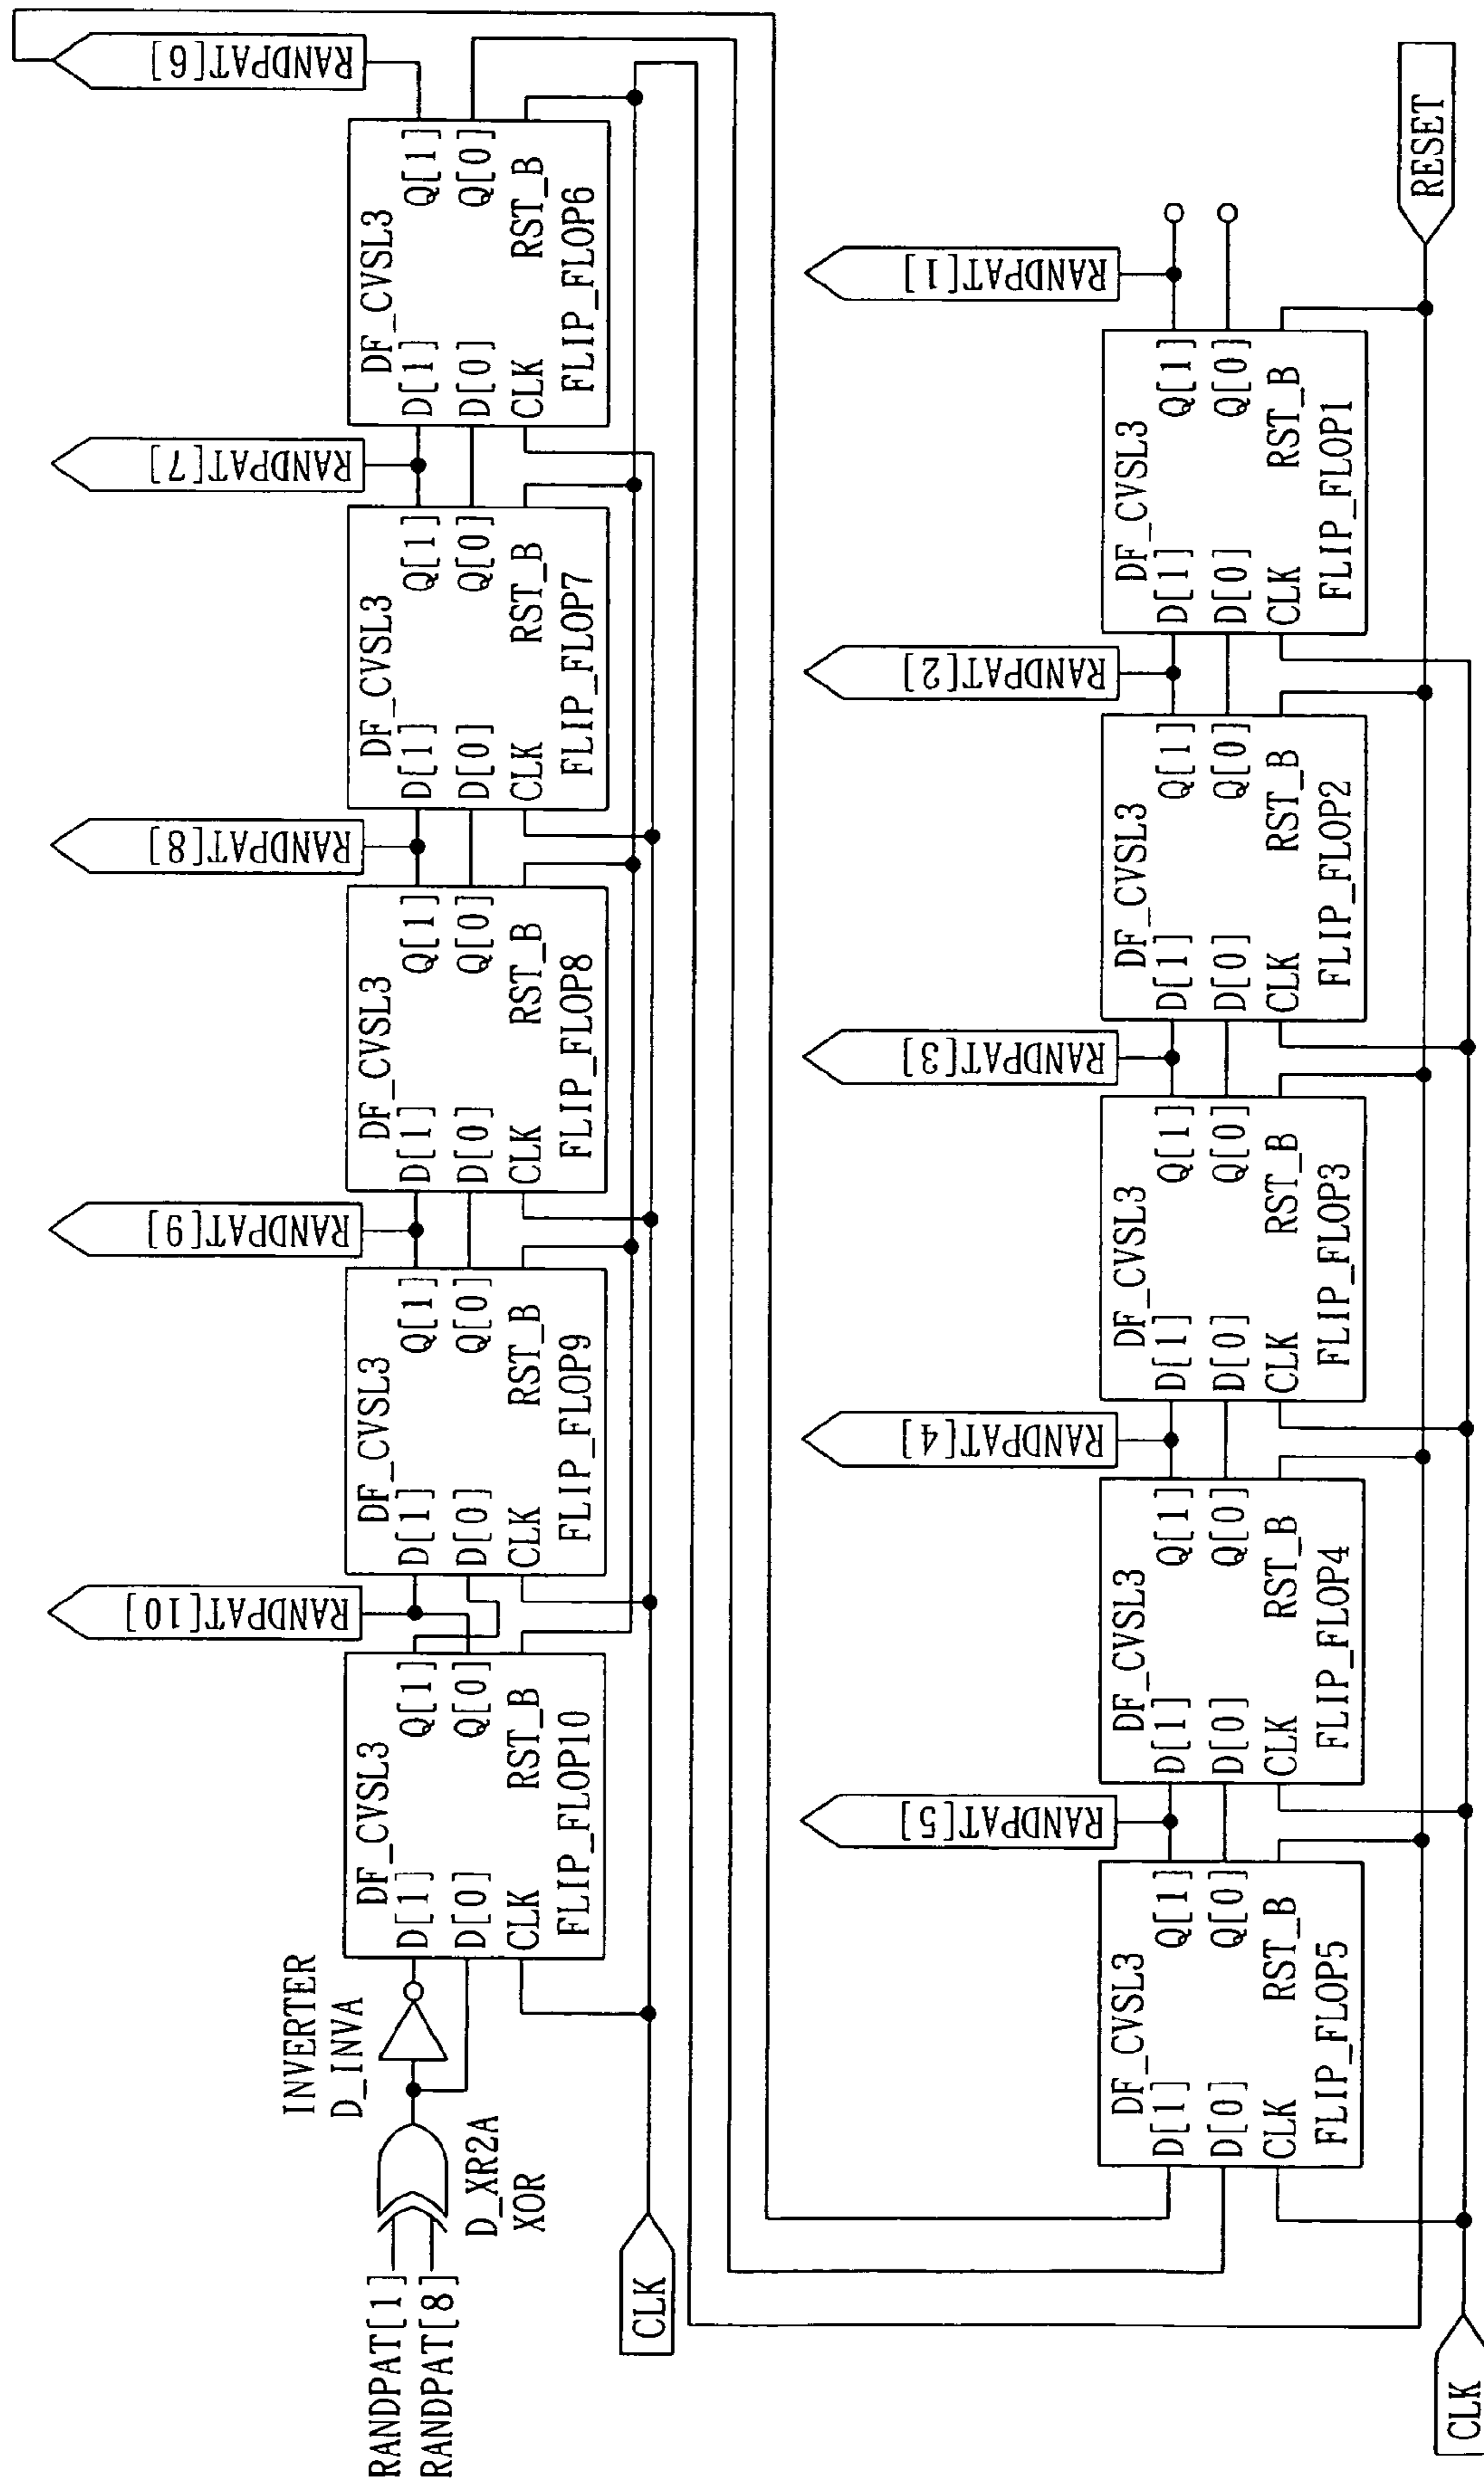 RANDPAT[1]
RANDPAT[8]
D_XR2A
XOR
INVERTER
D_INVA
CLK
DF_CVSL3
D[1] Q[1]
D[0] Q[0]
CLK RST_B
FLIP_FLOP10
RANDPAT[10]
DF_CVSL3
D[1] Q[1]
D[0] Q[0]
CLK RST_B
FLIP_FLOP9
RANDPAT[9]
DF_CVSL3
D[1] Q[1]
D[0] Q[0]
CLK RST_B
FLIP_FLOP8
RANDPAT[8]
DF_CVSL3
D[1] Q[1]
D[0] Q[0]
CLK RST_B
FLIP_FLOP7
RANDPAT[7]
DF_CVSL3
D[1] Q[1]
D[0] Q[0]
CLK RST_B
FLIP_FLOP6
RANDPAT[6]
CLK
DF_CVSL3
D[1] Q[1]
D[0] Q[0]
CLK RST_B
FLIP_FLOP5
RANDPAT[5]
DF_CVSL3
D[1] Q[1]
D[0] Q[0]
CLK RST_B
FLIP_FLOP4
RANDPAT[4]
DF_CVSL3
D[1] Q[1]
D[0] Q[0]
CLK RST_B
FLIP_FLOP3
RANDPAT[3]
DF_CVSL3
D[1] Q[1]
D[0] Q[0]
CLK RST_B
FLIP_FLOP2
RANDPAT[2]
DF_CVSL3
D[1] Q[1]
D[0] Q[0]
CLK RST_B
FLIP_FLOP1
RANDPAT[1]
RESET